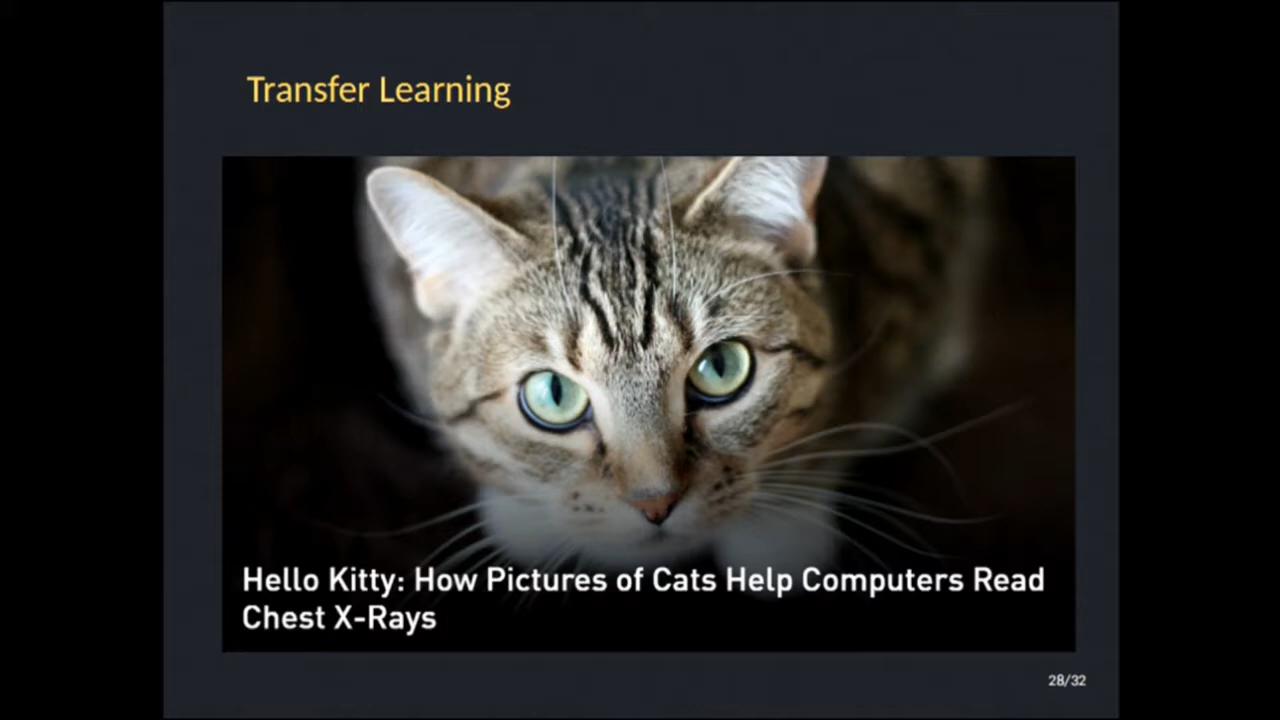 Transfer Learning
Hello Kitty: How Pictures of Cats Help Computers Read
Chest X-Rays
28/32